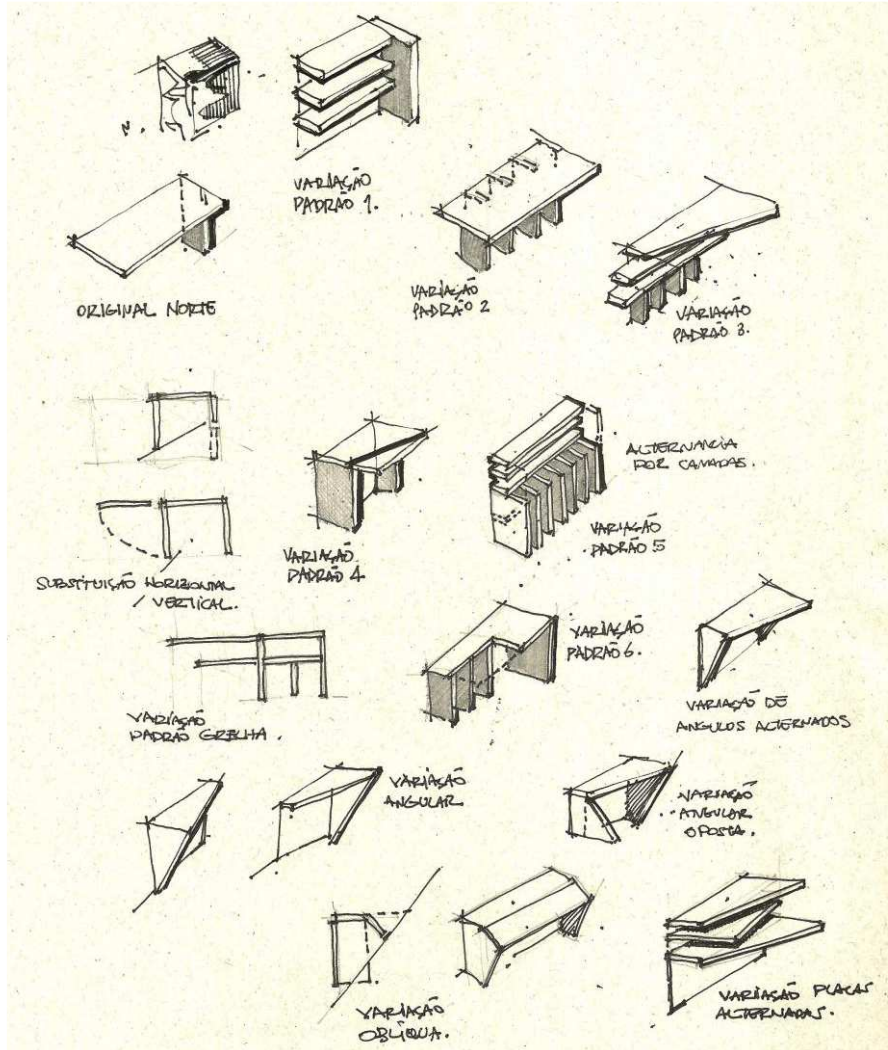 N.
VARIAÇÃO
PADRÃO 1.
ORIGINAL NORTE
VARIAÇÃO
PADRÃO 2
VARIAÇÃO
PADRÃO 3.
ALTERNANCIA
POR CAMADAS.
VARIAÇÃO
PADRÃO 4
VARIAÇÃO
PADRÃO 5
SUBSTITUIÇÃO HORIZONTAL
/ VERTICAL.
VARIAÇÃO
PADRÃO 6.
VARIAÇÃO DE
ANGULOS ALTERNADOS
VARIAÇÃO
PADRÃO GRELHA.
VARIAÇÃO
ANGULAR
VARIAÇÃO
ANGULAR
OPOSTA.
VARIAÇÃO
OBLÍQUA.
VARIAÇÃO PLACAS
ALTERNADAS.